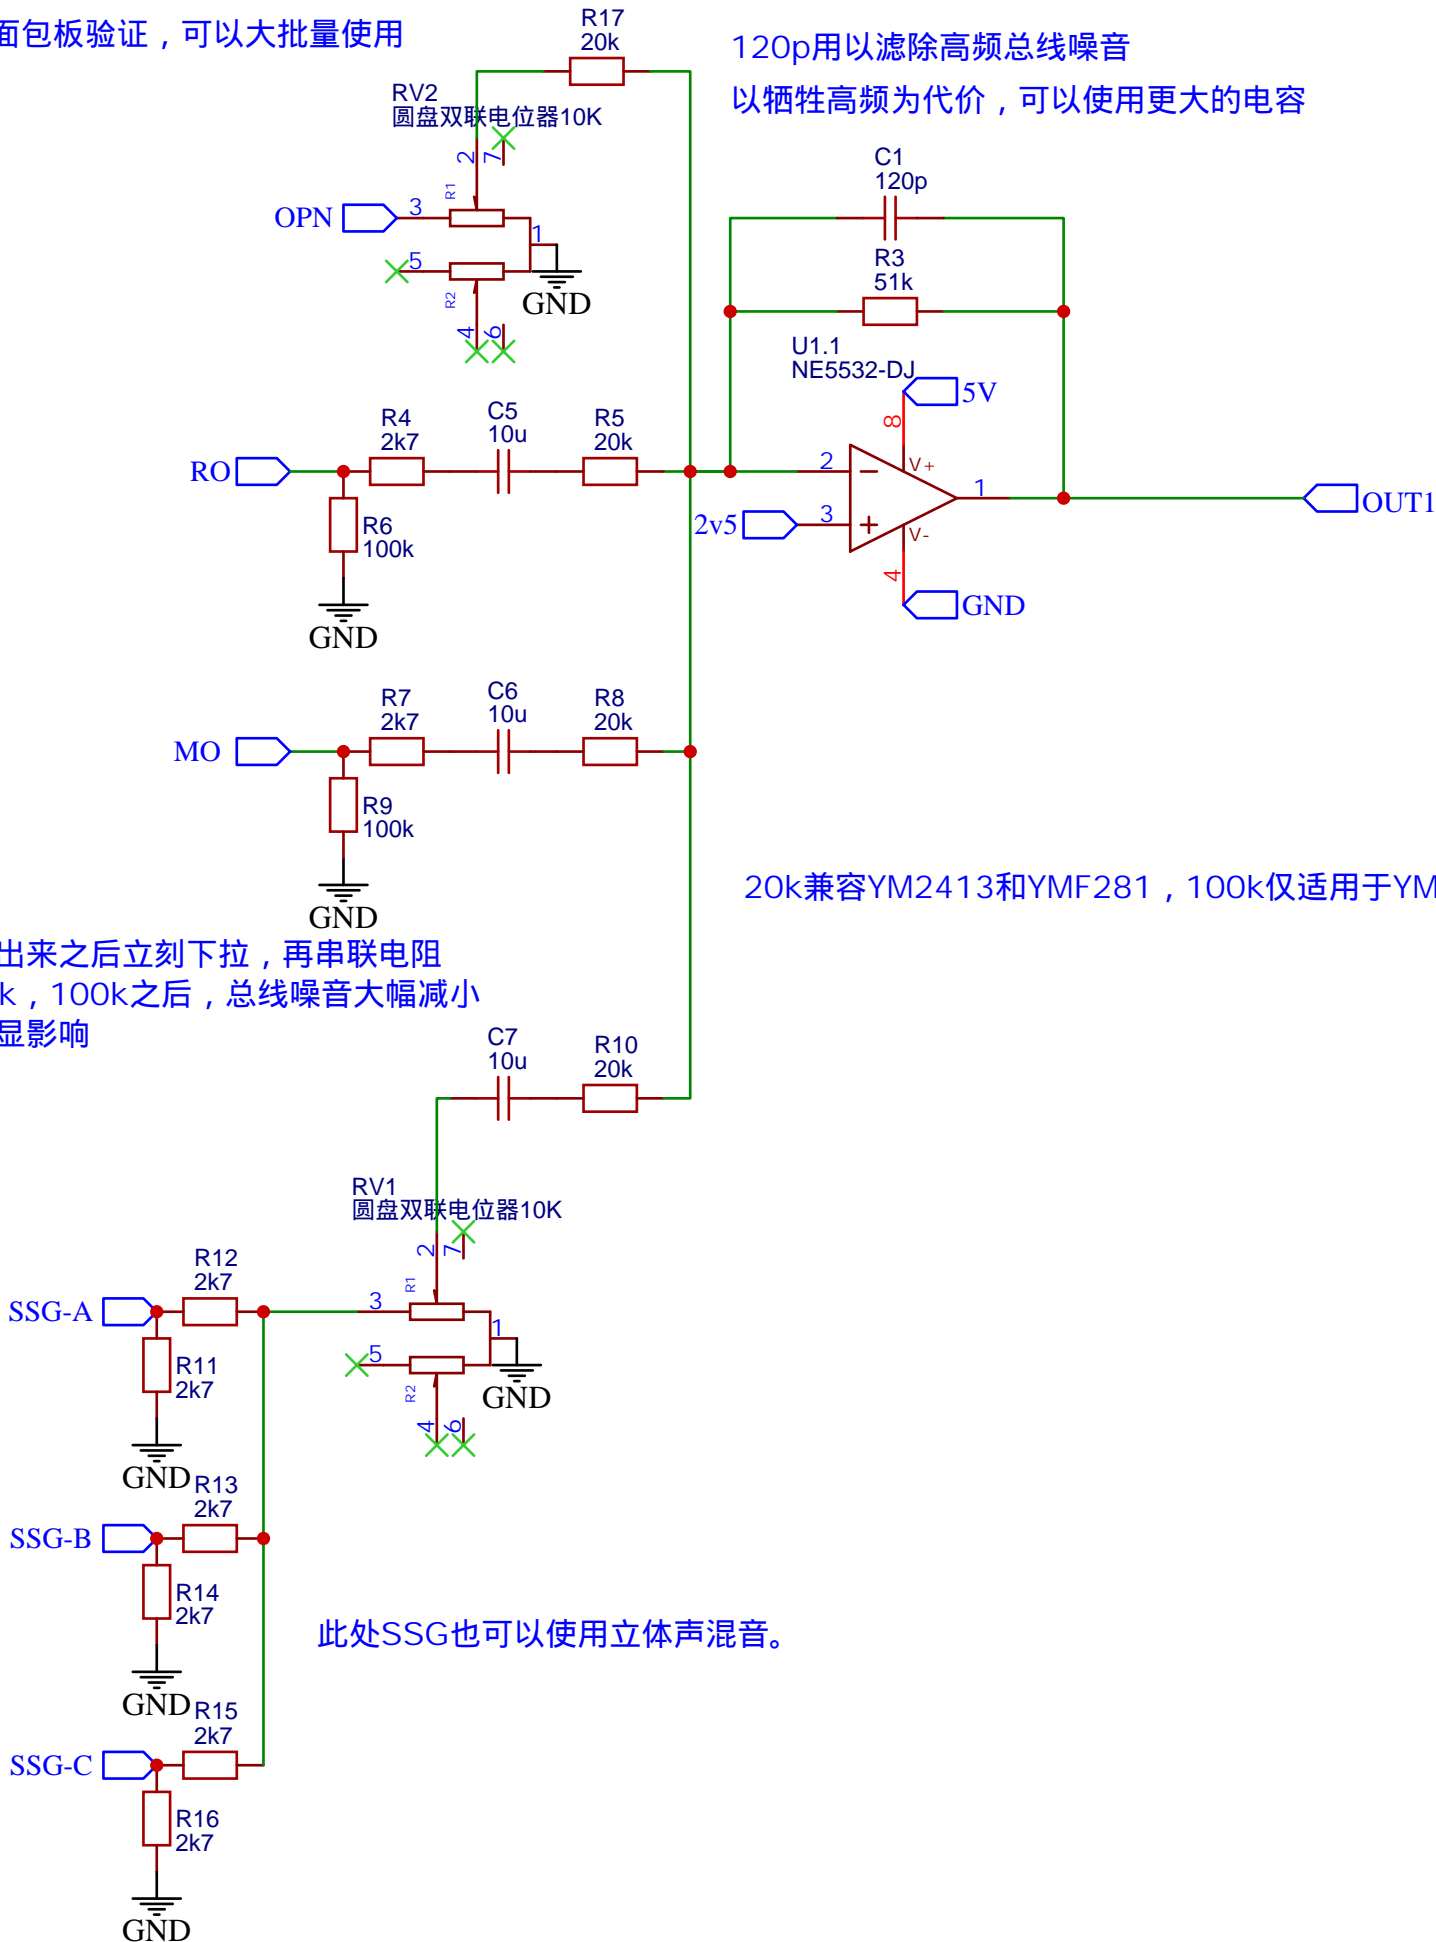 面包板验证，可以大批量使用
R17
20k
120p用以滤除高频总线噪音
以牺牲高频为代价，可以使用更大的电容
RV2
圆盘双联电位器10K
2
7
R1
OPN
3
1
5
R2
GND
4
6
C1
120p
R3
51k
U1.1
NE5532-DJ
5V
8
V+
2
3
2v5
1
OUT1
V-
4
GND
RO
R4
2k7
C5
10u
R5
20k
R6
100k
GND
MO
R7
2k7
C6
10u
R8
20k
R9
100k
GND
20k兼容YM2413和YMF281，100k仅适用于YM
出来之后立刻下拉，再串联电阻
k，100k之后，总线噪音大幅减小
显影响
C7
10u
R10
20k
RV1
圆盘双联电位器10K
2
7
R1
3
1
5
R2
GND
4
6
SSG-A
R12
2k7
R11
2k7
GND
SSG-B
R13
2k7
R14
2k7
GND
此处SSG也可以使用立体声混音。
SSG-C
R15
2k7
R16
2k7
GND